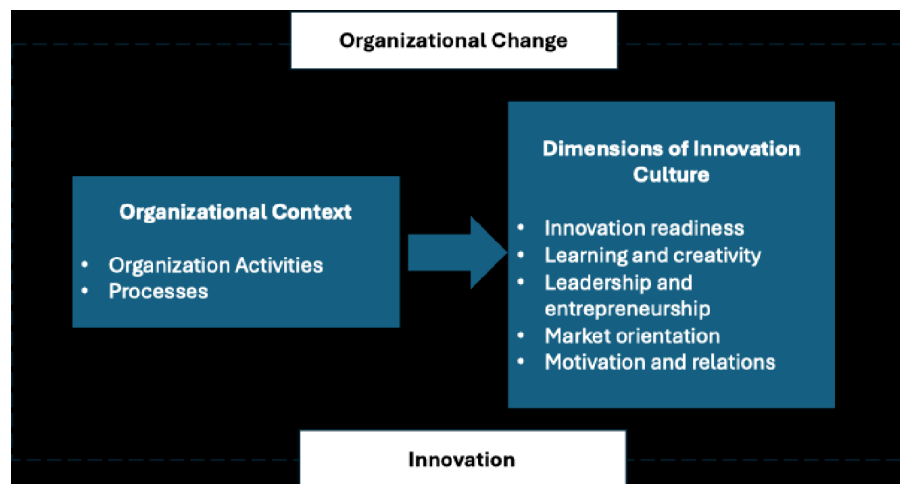 Organizational Change
Organizational Context
• Organization Activities
• Processes
Dimensions of Innovation
Culture
• Innovation readiness
• Learning and creativity
• Leadership and
entrepreneurship
• Market orientation
• Motivation and relations
Innovation